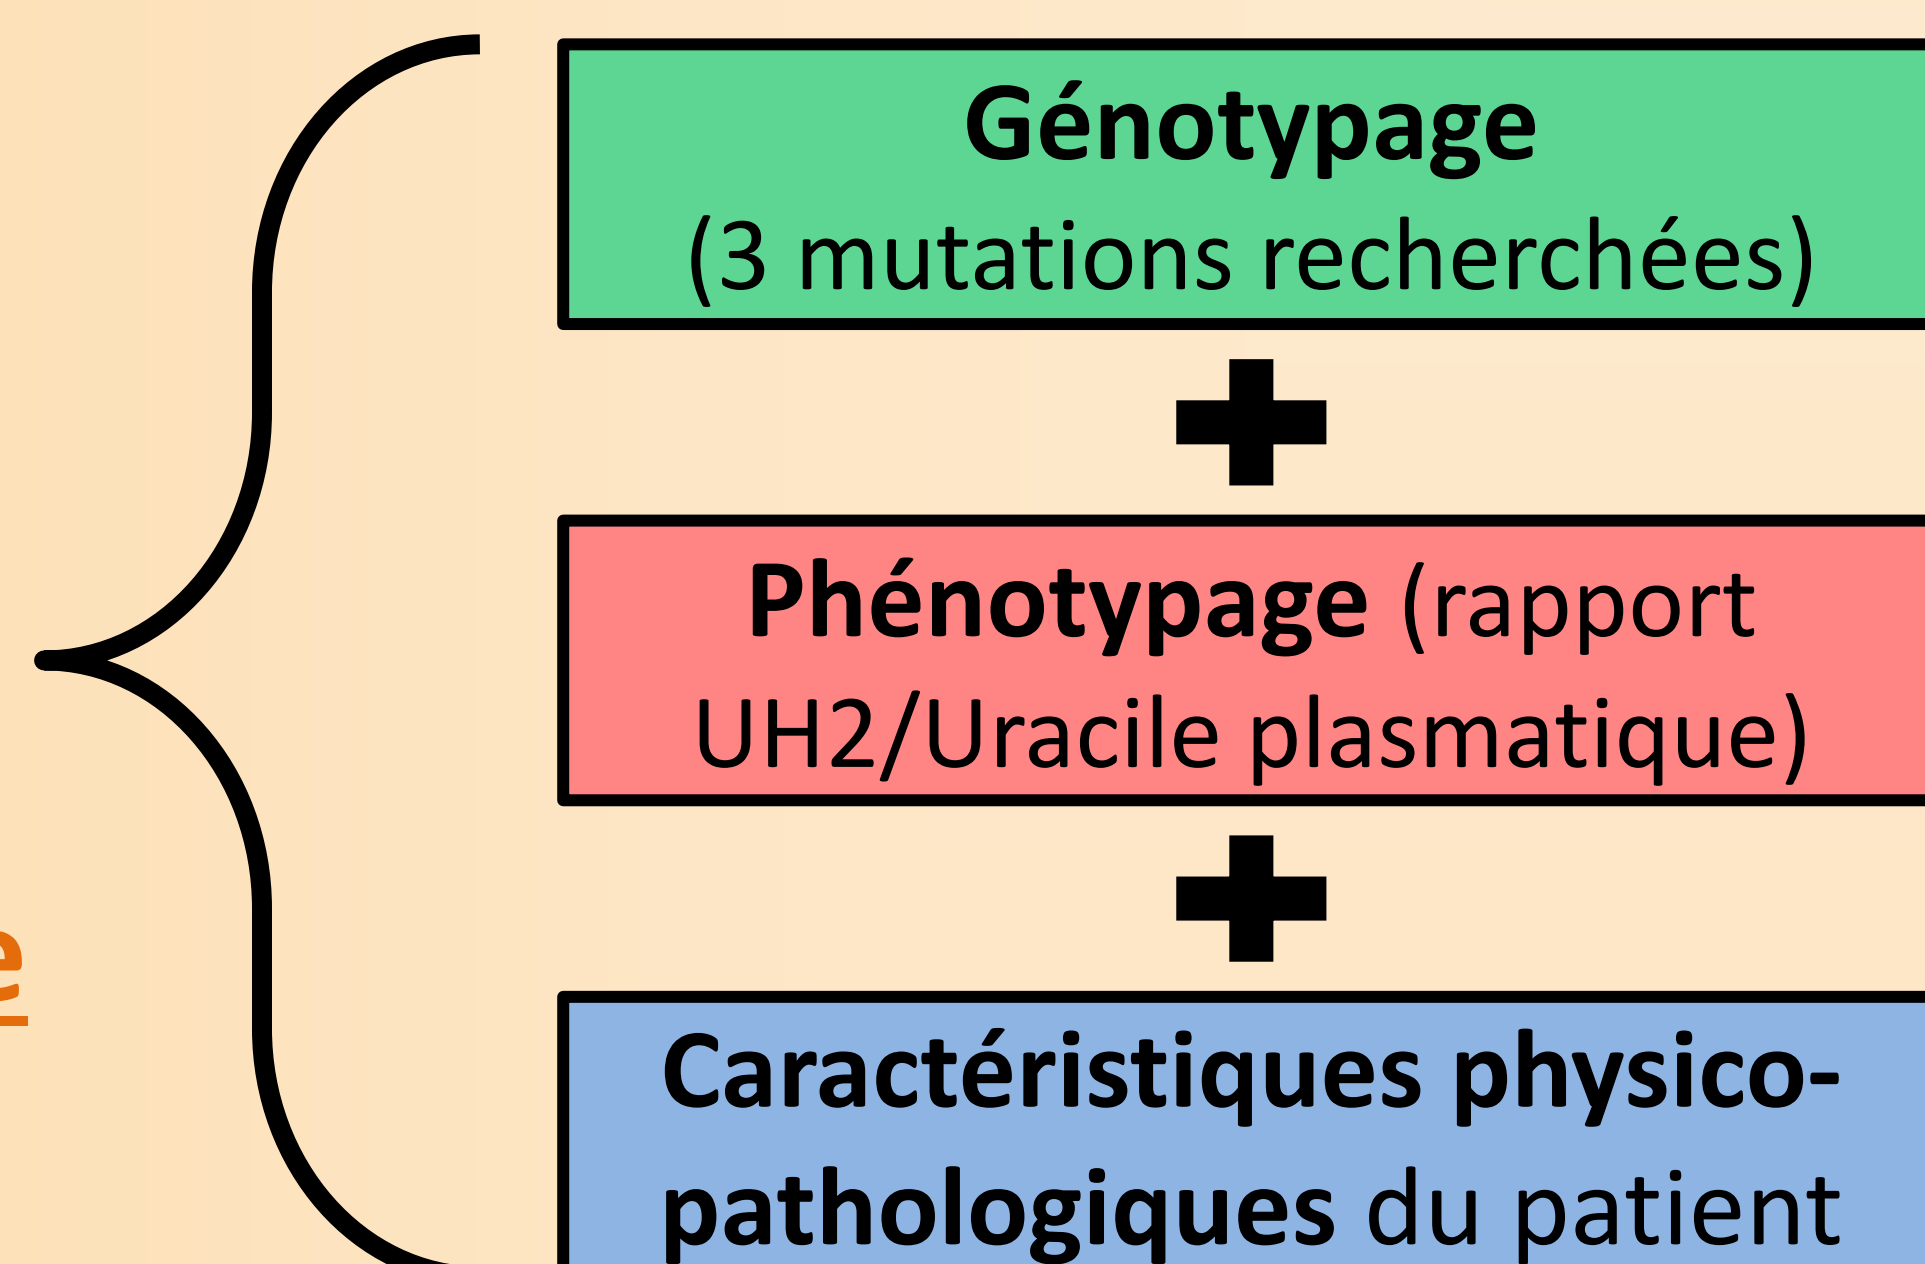 Génotypage
(3 mutations recherchées)
Phénotypage (rapport
UH2/Uracile plasmatique)
Caractéristiques physico-
pathologiques du patient